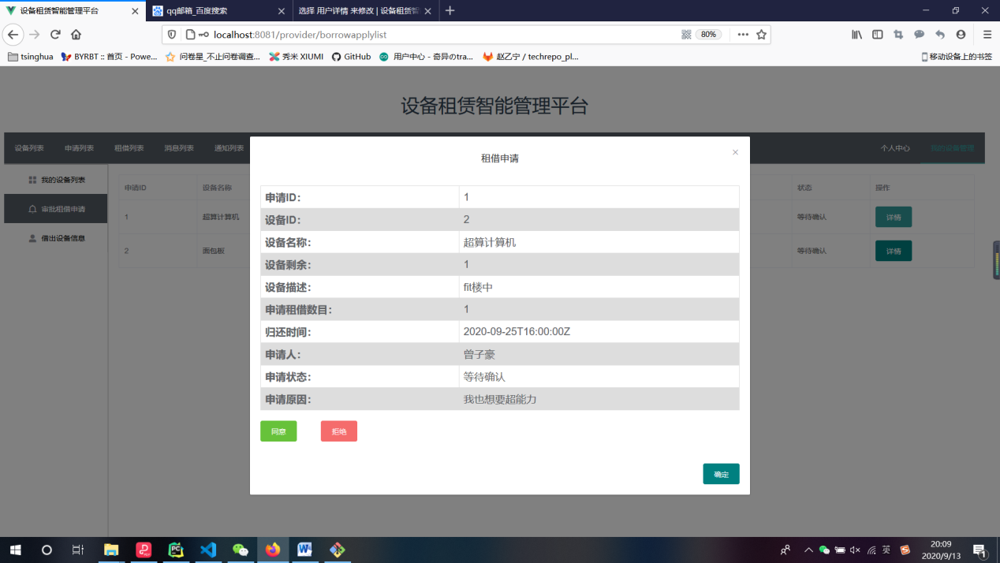 设备租赁智能管理平台
qq邮箱_百度搜索
选择 用户详情 来修改 | 设备租赁智
localhost:8081/provider/borrowapplylist
80%
tsinghua
BYRBT :: 首页 - Powe...
问卷星_不止问卷调查...
秀米 XIUMI
GitHub
用户中心 - 奇异のtra...
赵乙宁 / techrepo_pl...
移动设备上的书签
设备租赁智能管理平台
设备列表
申请列表
租借列表
消息列表
通知列表
个人中心
我的设备管理
我的设备列表
审批租借申请
借出设备信息
申请ID
设备名称
状态
操作
1
超算计算机
等待确认
详情
2
面包板
等待确认
详情
租借申请
×
申请ID: 1
设备ID: 2
设备名称: 超算计算机
设备剩余: 1
设备描述: fit楼中
申请租借数目: 1
归还时间: 2020-09-25T16:00:00Z
申请人: 曾子豪
申请状态: 等待确认
申请原因: 我也想要超能力
同意
拒绝
确定
英
20:09
2020/9/13
1